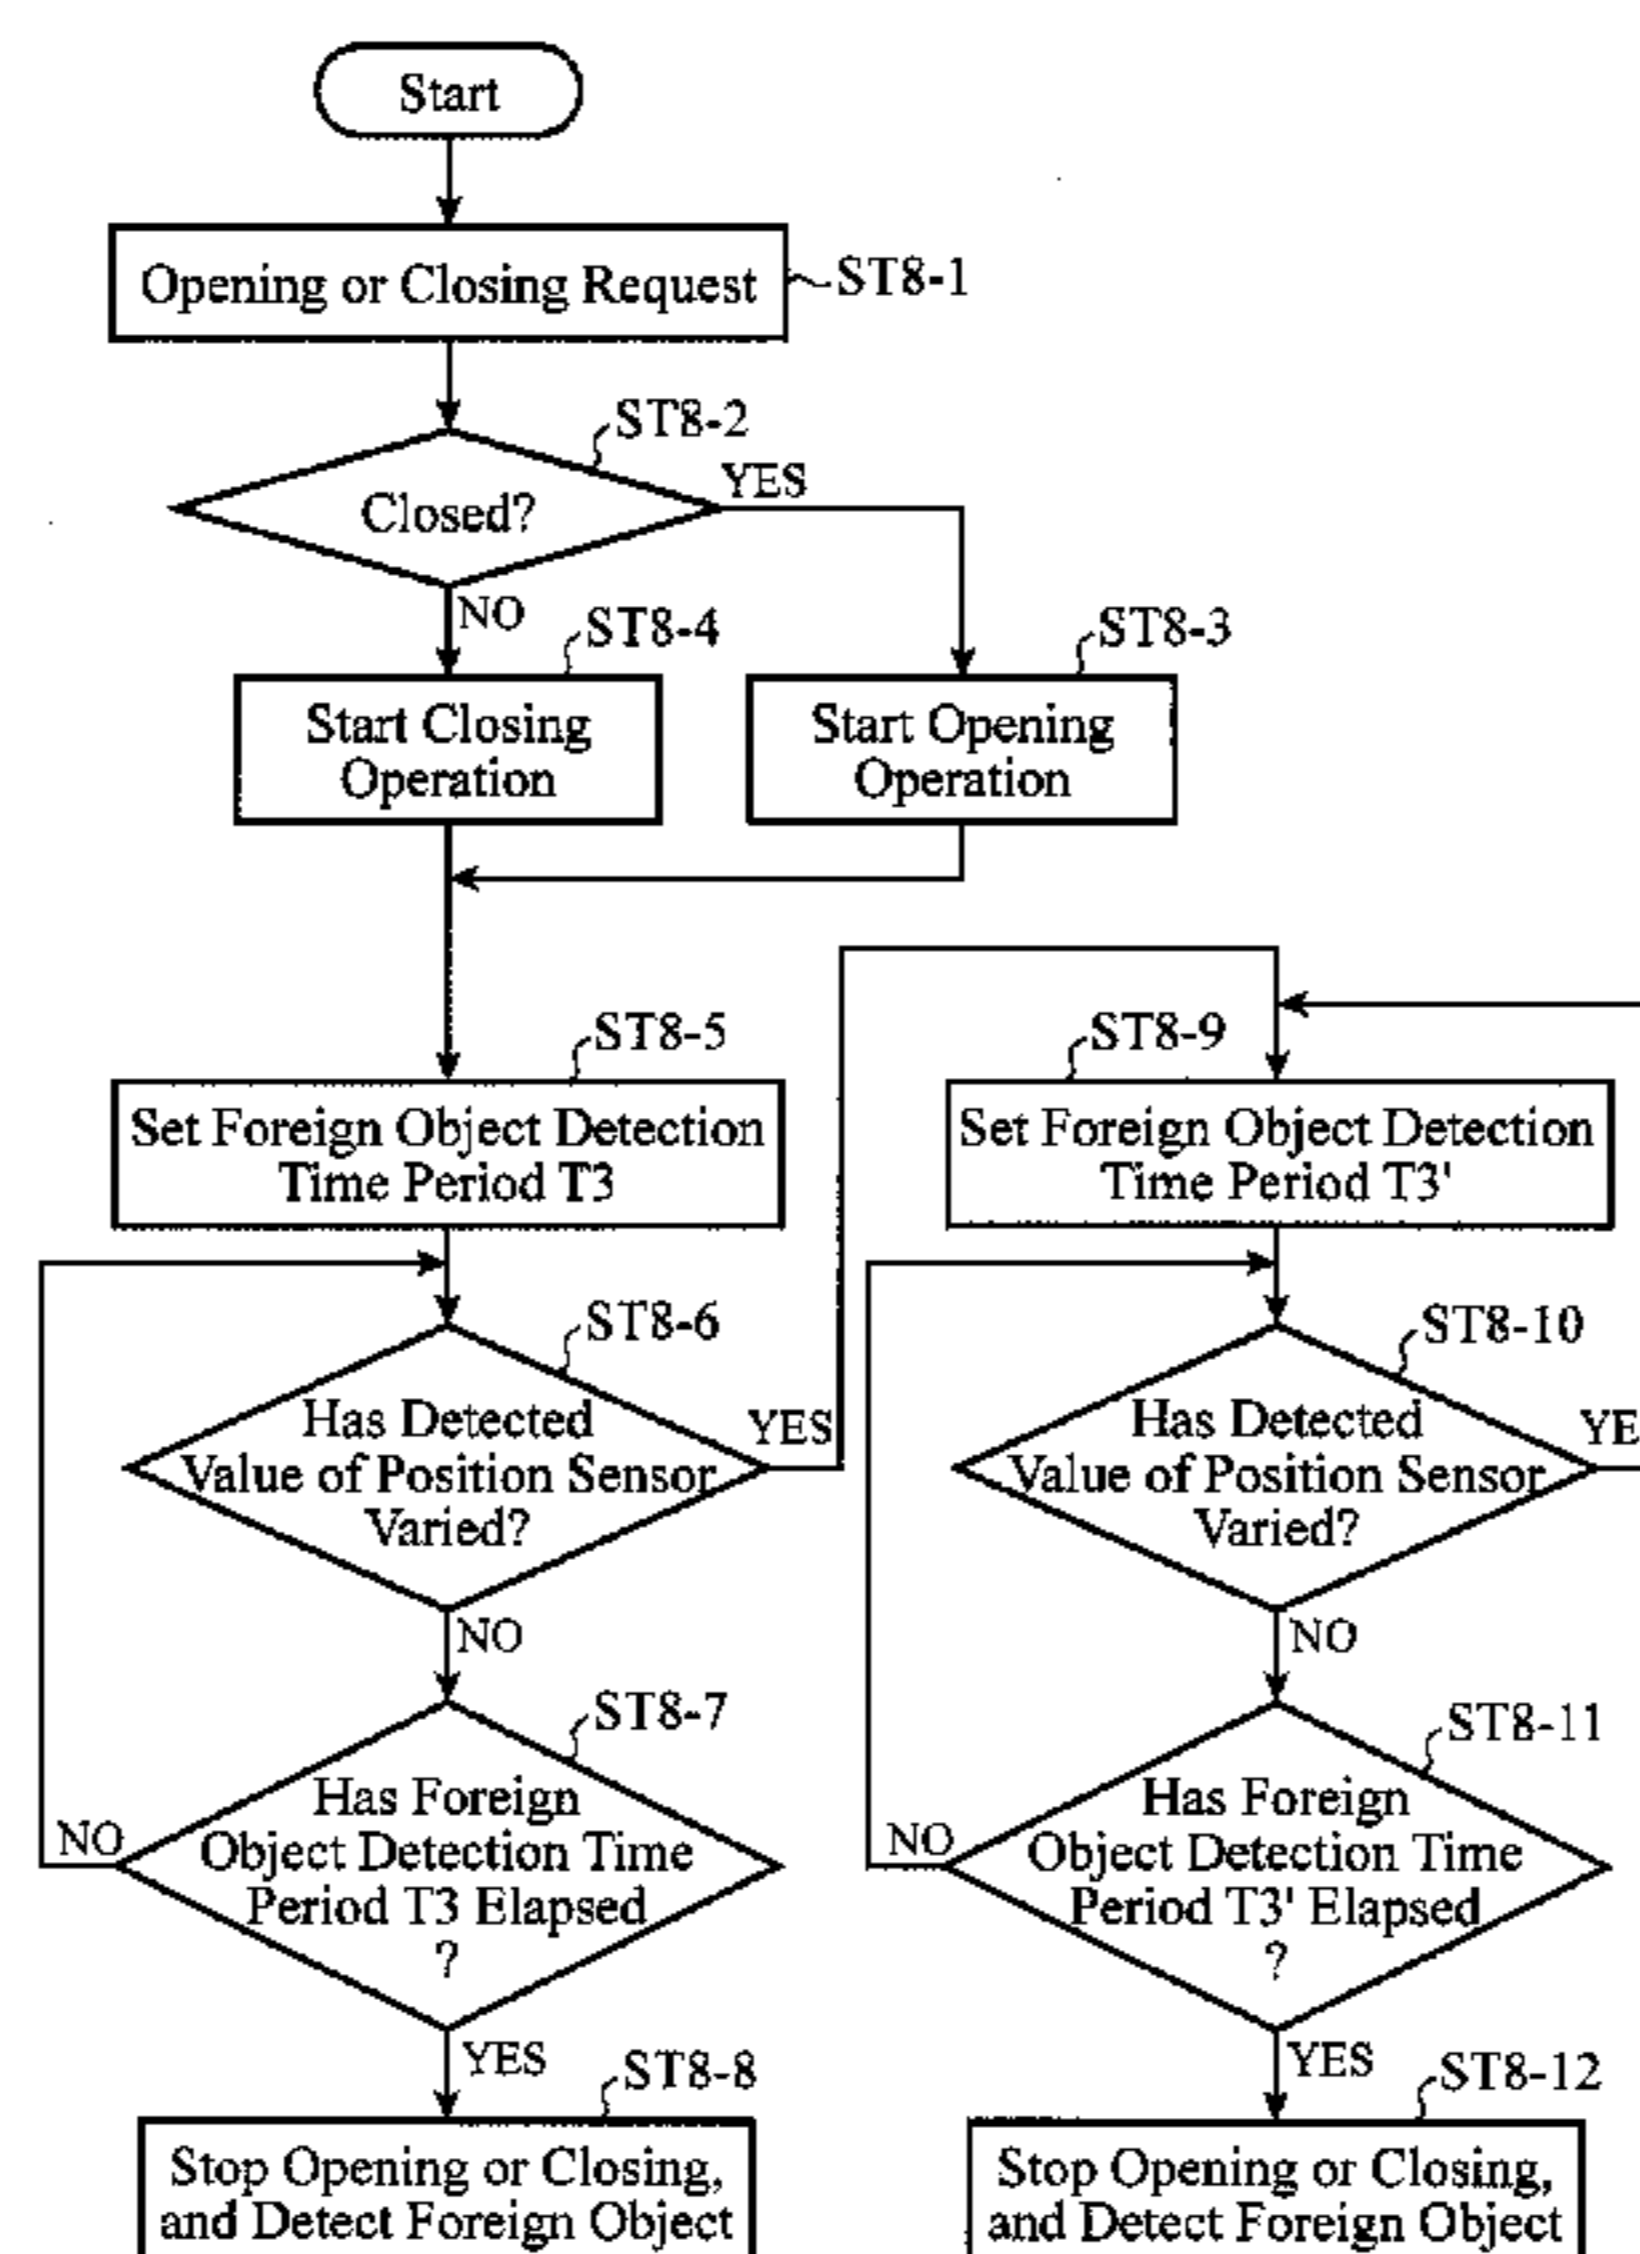 Start
Opening or Closing Request
ST8-1
ST8-2
Closed?
YES
NO
ST8-4
ST8-3
Start Closing
Operation
Start Opening
Operation
ST8-5
Set Foreign Object Detection
Time Period T3
ST8-6
Has Detected
Value of Position Sensor
Varied?
YES
NO
ST8-7
Has Foreign
Object Detection Time
Period T3 Elapsed
?
NO
YES
ST8-8
Stop Opening or Closing,
and Detect Foreign Object
ST8-9
Set Foreign Object Detection
Time Period T3'
ST8-10
Has Detected
Value of Position Sensor
Varied?
YE
NO
ST8-11
Has Foreign
Object Detection Time
Period T3' Elapsed
?
NO
YES
ST8-12
Stop Opening or Closing,
and Detect Foreign Object